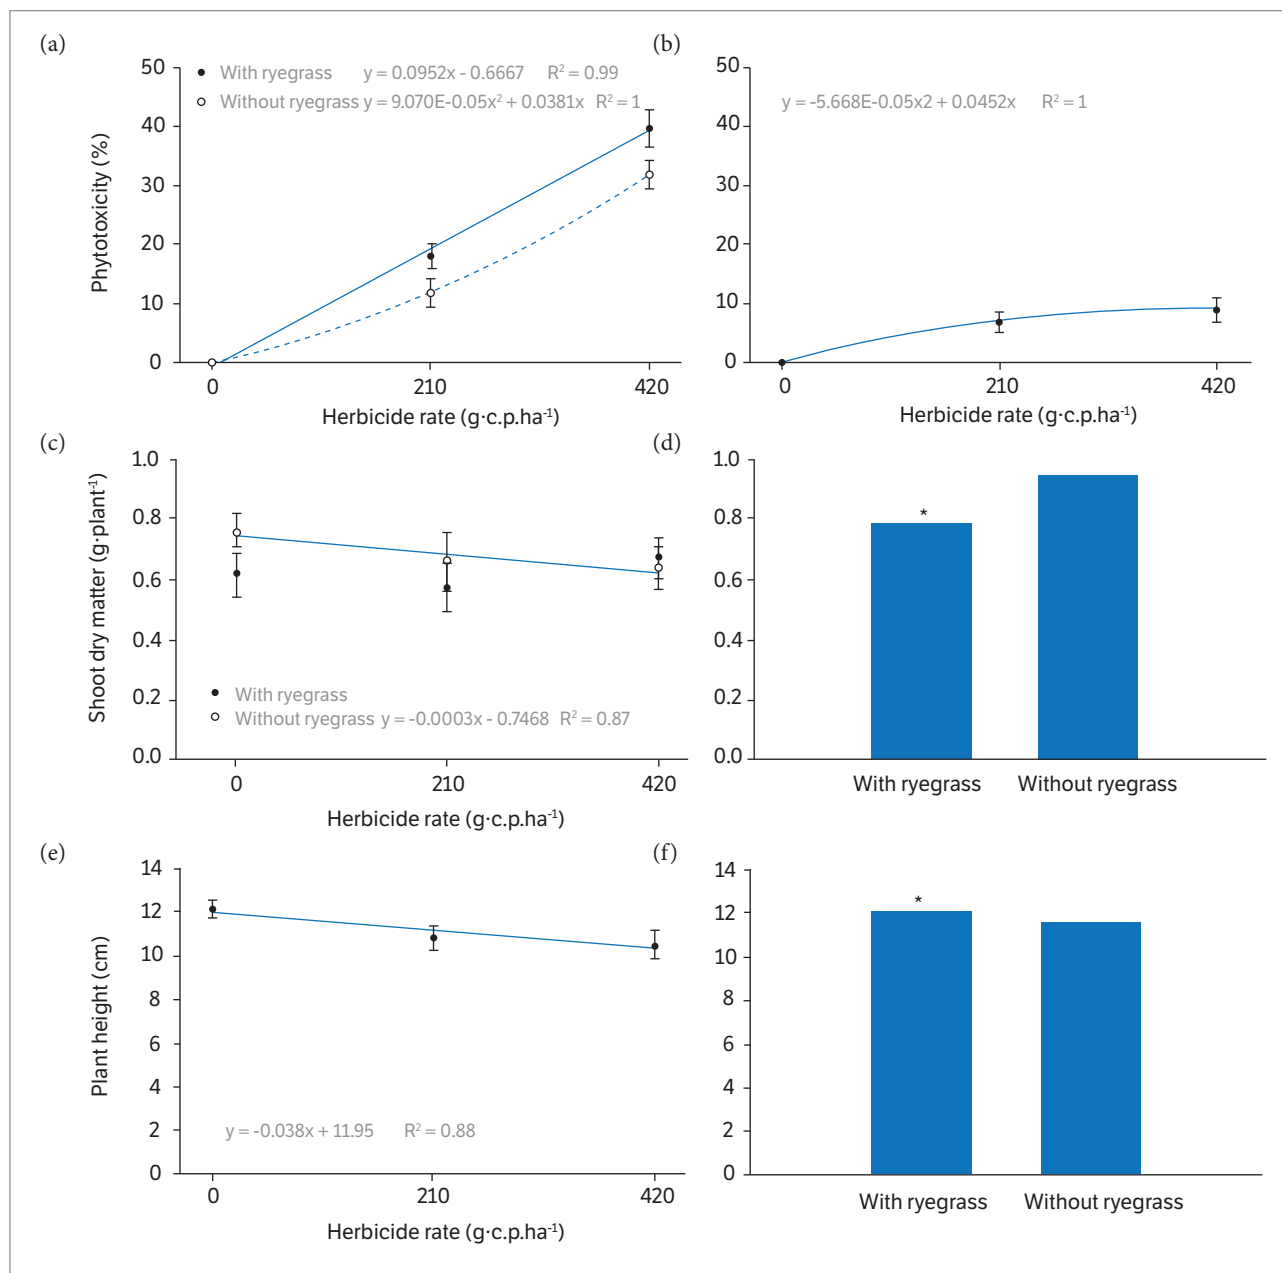 (a)
50
40
30
20
10
0
Phytotoxicity (%)
With ryegrass y = 0.0952x - 0.6667 R² = 0.99
Without ryegrass y = 9.070E-0.05x² + 0.0381x R² = 1
0 210 420
Herbicide rate (g·c.p.ha⁻¹)
(b)
50
40
30
20
10
0
y = -5.668E-0.05x2 + 0.0452x R² = 1
0 210 420
Herbicide rate (g·c.p.ha⁻¹)
(c)
1.0
0.8
0.6
0.4
0.2
0.0
Shoot dry matter (g·plant⁻¹)
With ryegrass
Without ryegrass y = -0.0003x - 0.7468 R² = 0.87
0 210 420
Herbicide rate (g·c.p.ha⁻¹)
(d)
1.0
0.8
0.6
0.4
0.2
0.0
*
With ryegrass Without ryegrass
(e)
14
12
10
8
6
4
2
0
Plant height (cm)
y = -0.038x + 11.95 R² = 0.88
0 210 420
Herbicide rate (g·c.p.ha⁻¹)
(f)
14
12
10
8
6
4
2
0
*
With ryegrass Without ryegrass